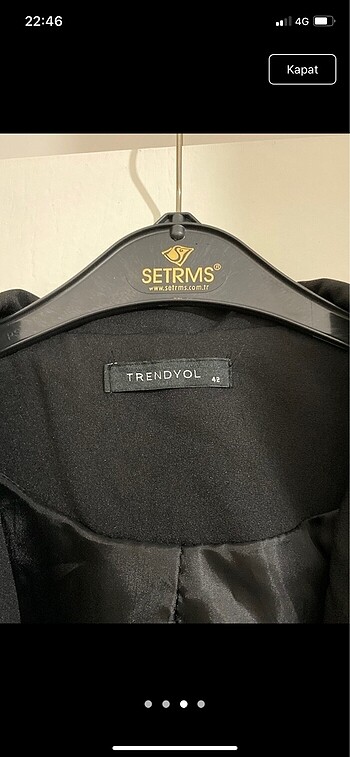 22:46
4G
Kapat
SETRMS®
www.setrms.com.tr
TRENDYOL 42